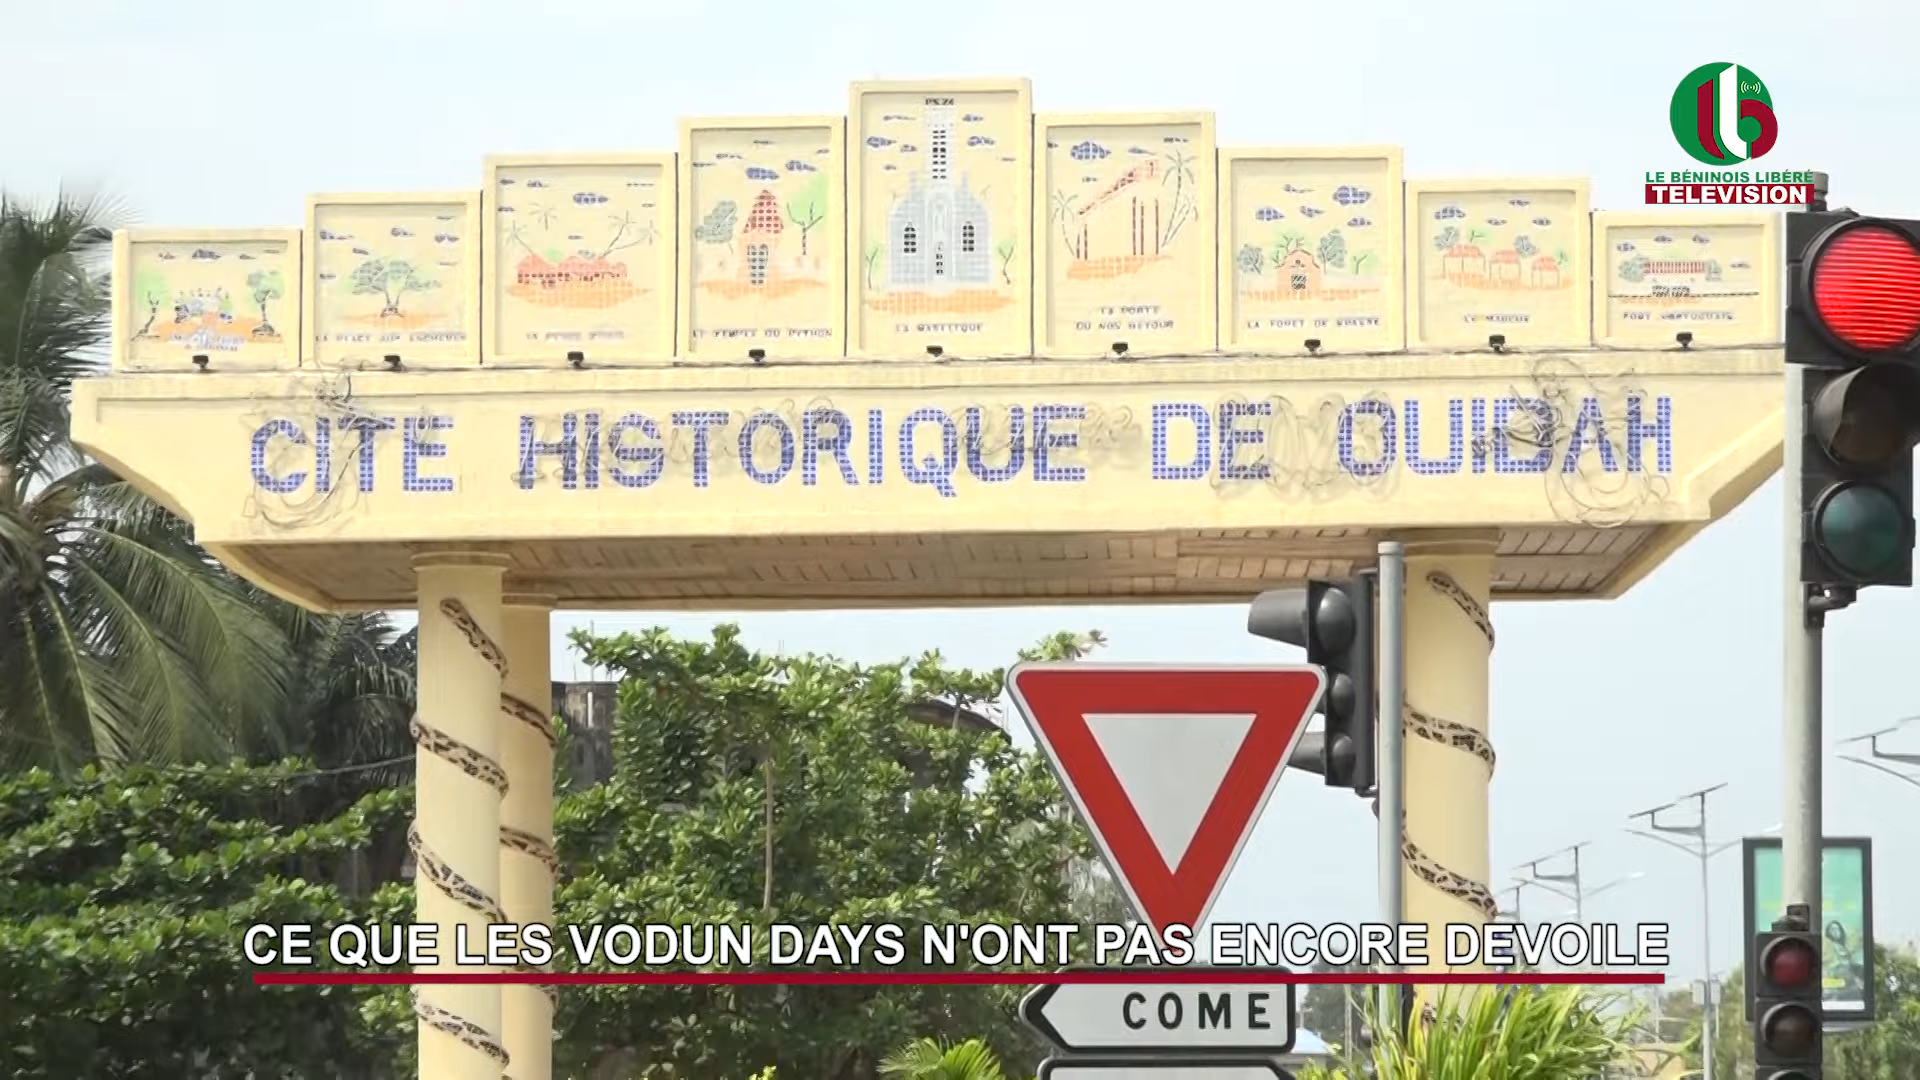 LE BÉNINOIS LIBÉRÉ
TELEVISION
LA PLACE AUX ENCHERES
LE TEMPLE DU PYTHON
LA BASILIQUE
LA PORTE
DU NON RETOUR
LA FORET DE KPASSE
LE MARCHE
FORT PORTUGAIS
CITE HISTORIQUE DE OUIDAH
CE QUE LES VODUN DAYS N'ONT PAS ENCORE DEVOILE
COME